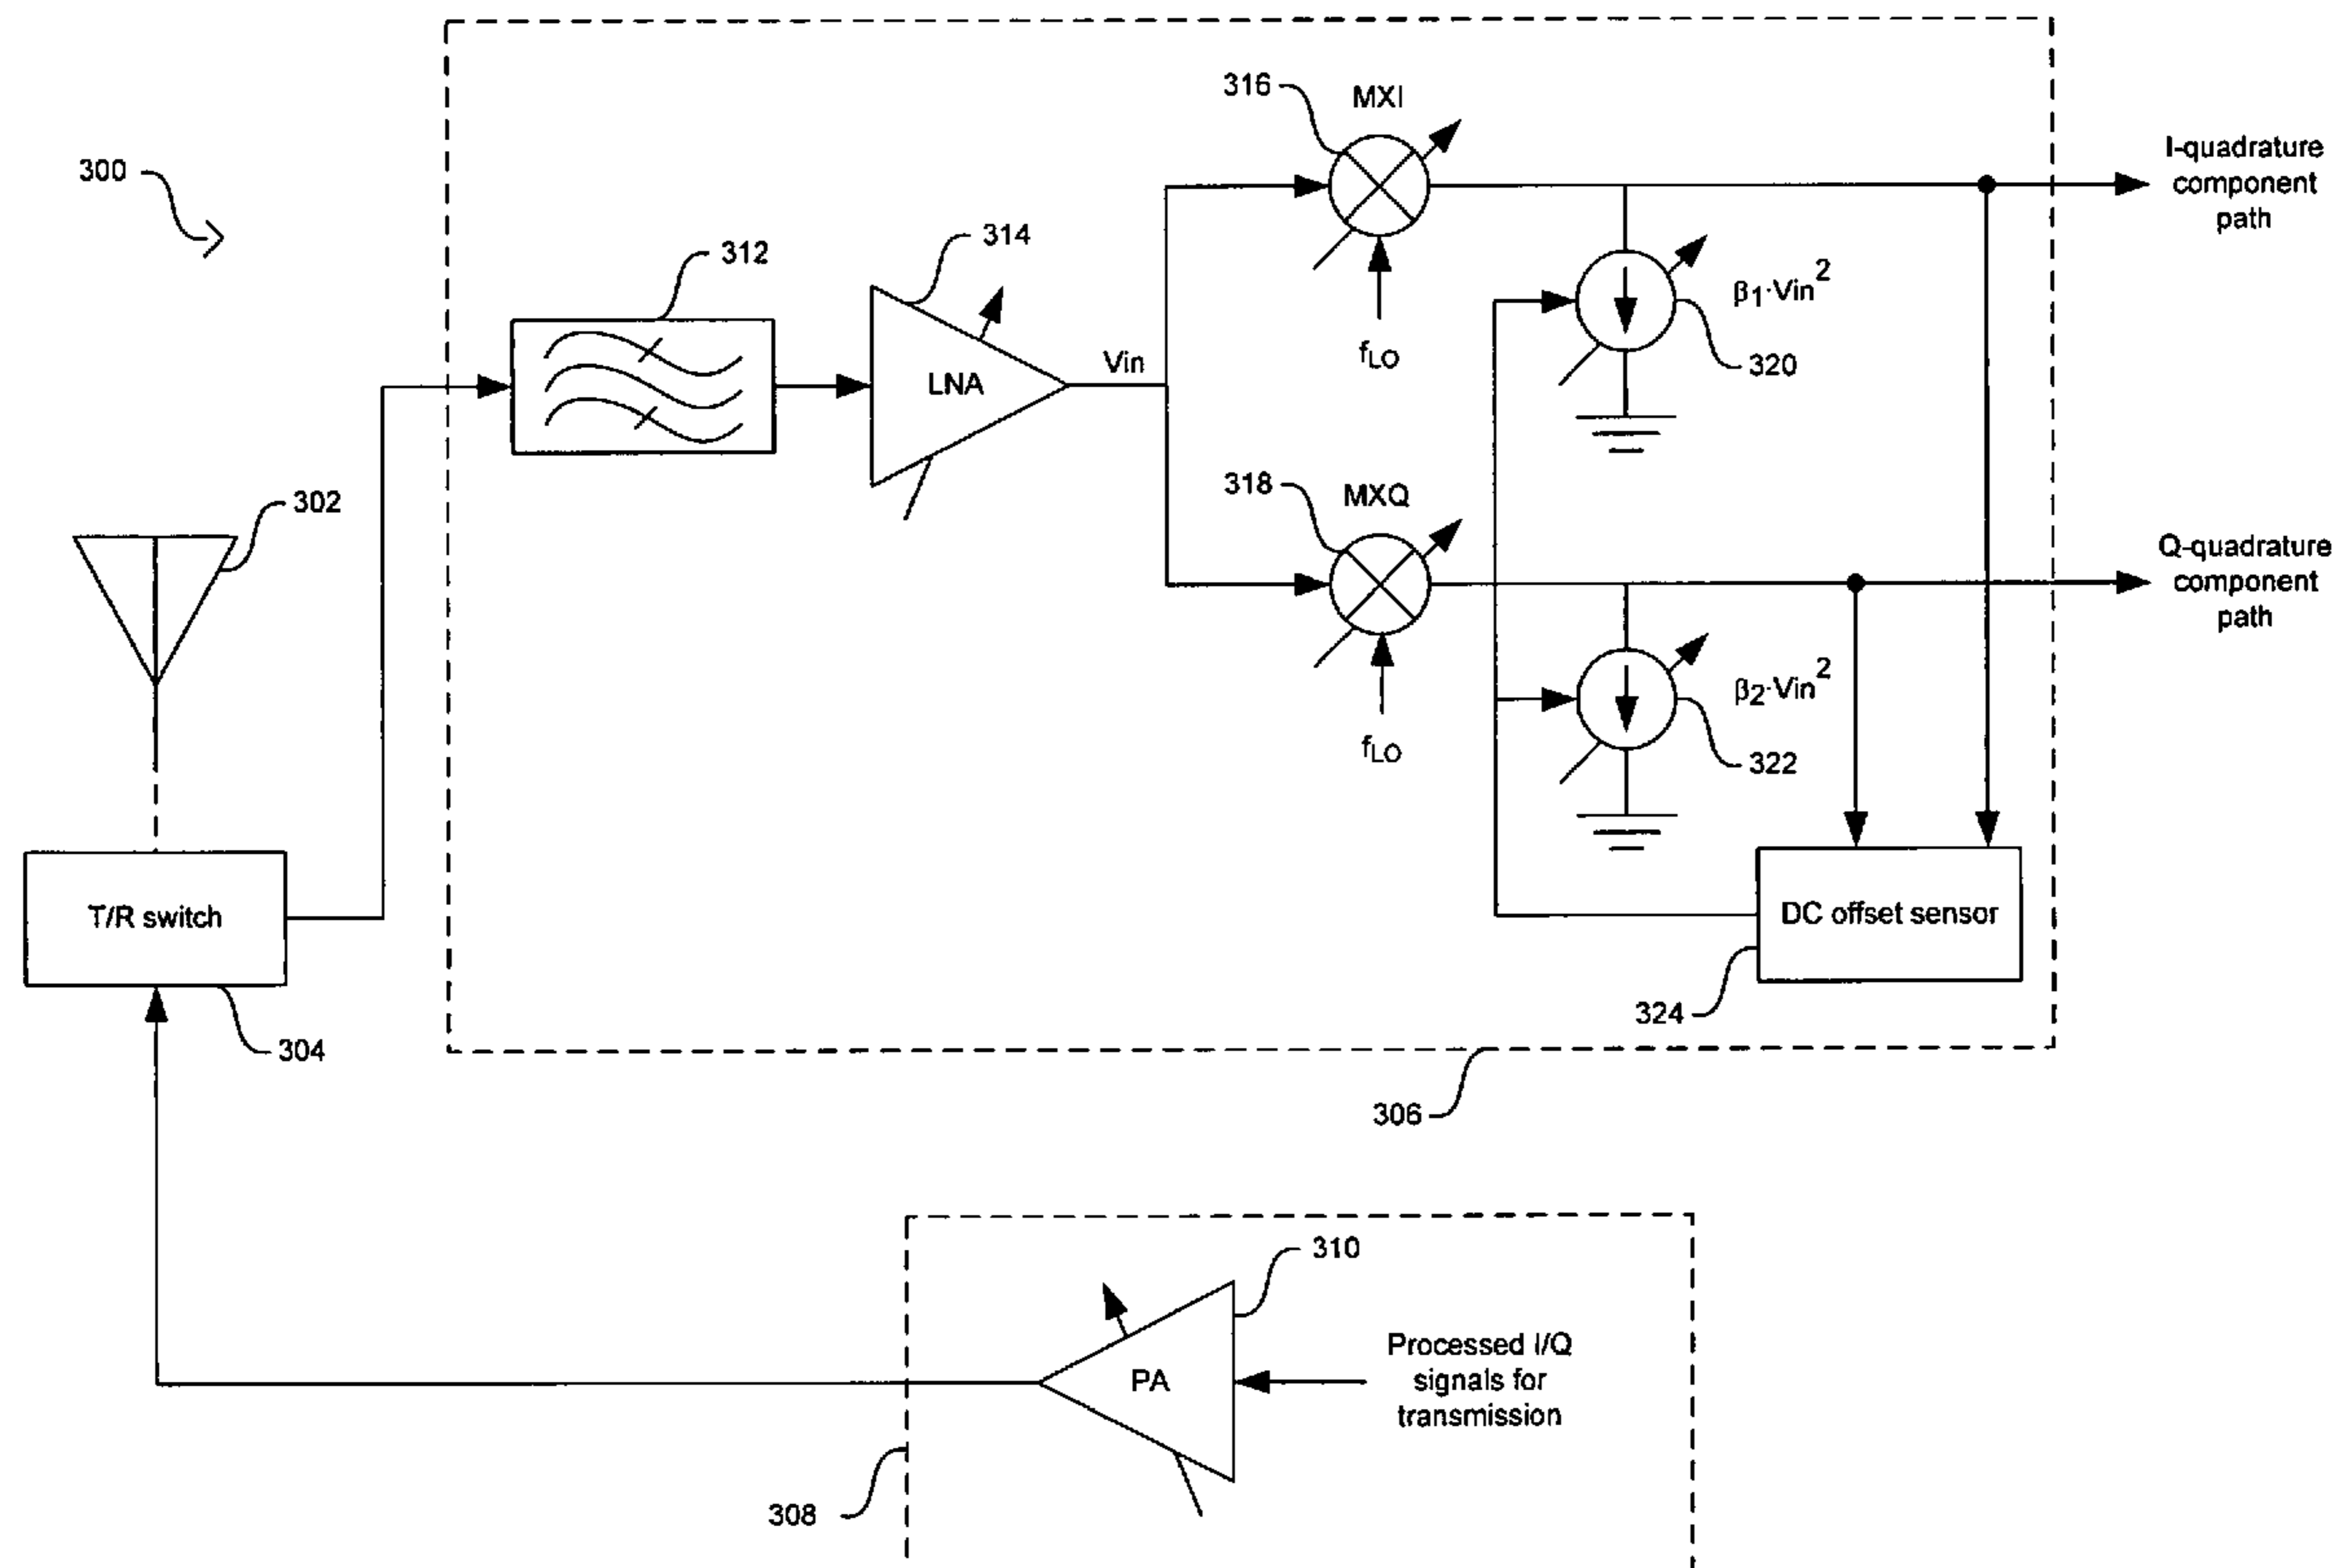 316
MXI
I-quadrature
component
path
300
314
312
β1·Vin²
Vin
fLO
320
LNA
318
MXQ
302
Q-quadrature
component
path
β2·Vin²
fLO
322
T/R switch
DC offset sensor
324
304
306
310
Processed I/Q
signals for
transmission
PA
308